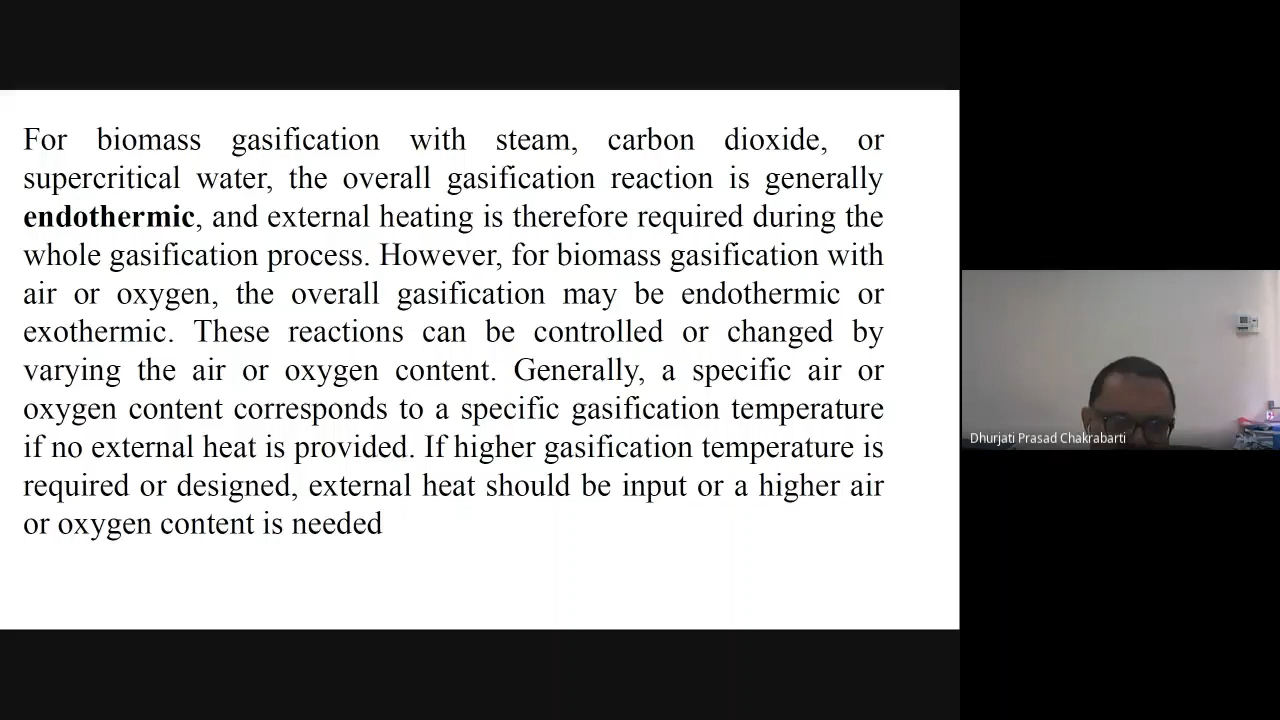 For biomass gasification with steam, carbon dioxide, or
supercritical water, the overall gasification reaction is generally
endothermic, and external heating is therefore required during the
whole gasification process. However, for biomass gasification with
air or oxygen, the overall gasification may be endothermic or
exothermic. These reactions can be controlled or changed by
varying the air or oxygen content. Generally, a specific air or
oxygen content corresponds to a specific gasification temperature
if no external heat is provided. If higher gasification temperature is
required or designed, external heat should be input or a higher air
or oxygen content is needed
Dhurjati Prasad Chakrabarti